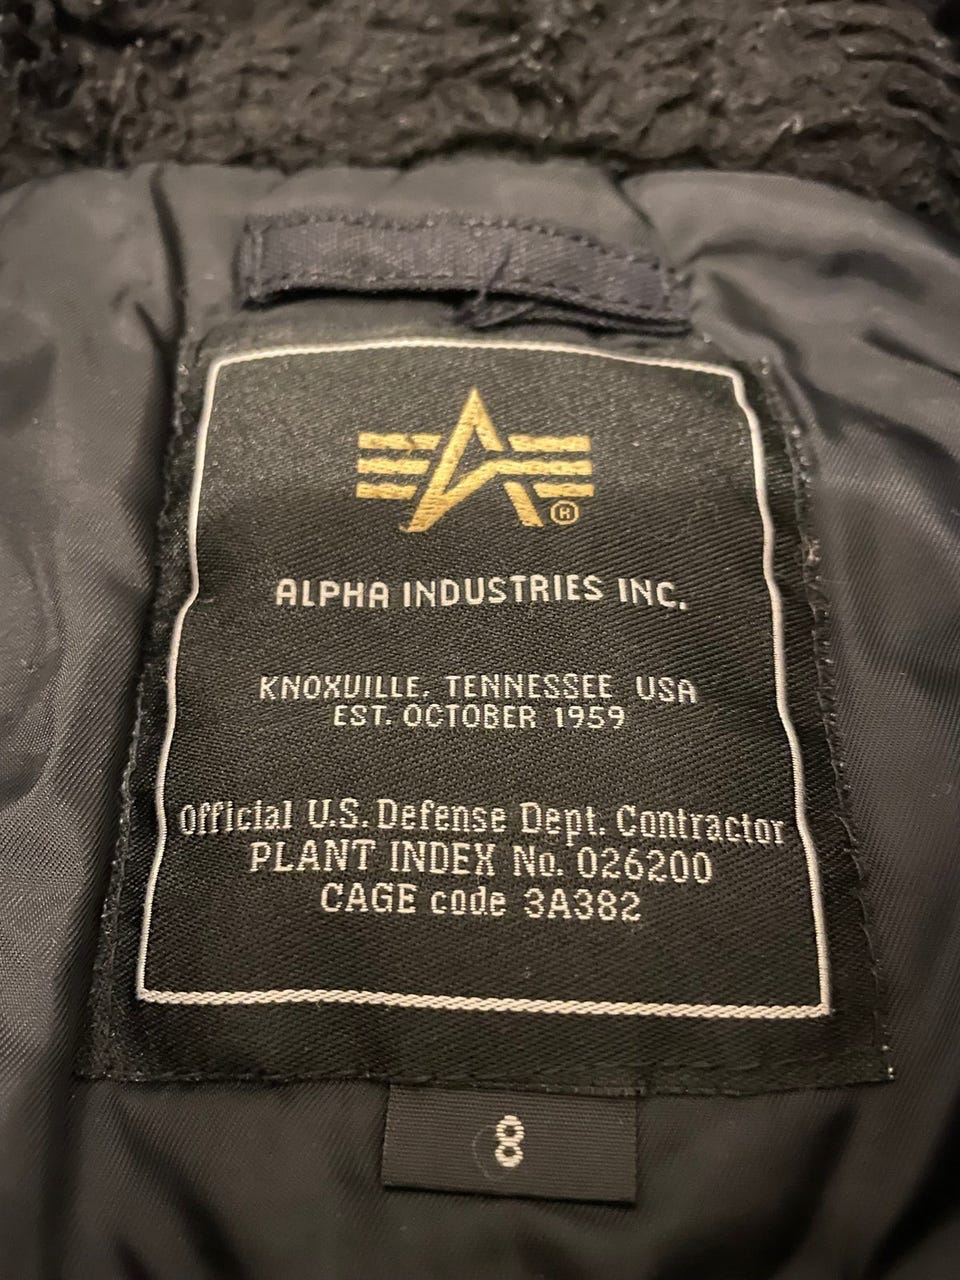 ALPHA INDUSTRIES INC.
KNOXVILLE, TENNESSEE USA
EST. OCTOBER 1959
Official U.S. Defense Dept. Contractor
PLANT INDEX No. 026200
CAGE code 3A382
8